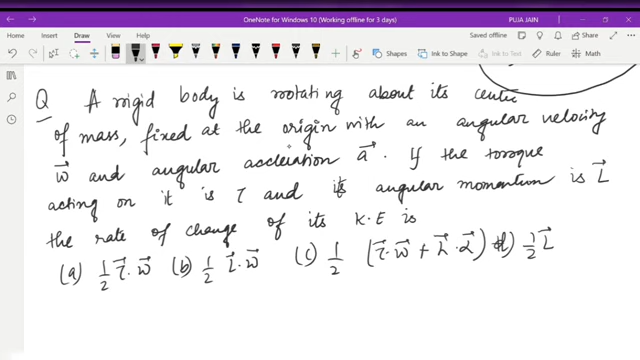 OneNote for Windows 10 (Working offline for 3 days)
PUJA JAIN
Home Insert Draw View Help
Saved offline
Shapes Ink to Shape Ink to Text Ruler
Q A rigid body is rotating about its centre
of mass, fixed at the origin with an angular velocity
w⃗ and angular accleration a⃗. If the torque
acting on it is τ and its angular momentum is L⃗
the rate of change of its K.E is
(a) 1/2 τ⃗.w⃗ (b) 1/2 L⃗.w⃗ (c) 1/2 (τ⃗.w⃗ + L⃗.α⃗) d) 1/2 L⃗